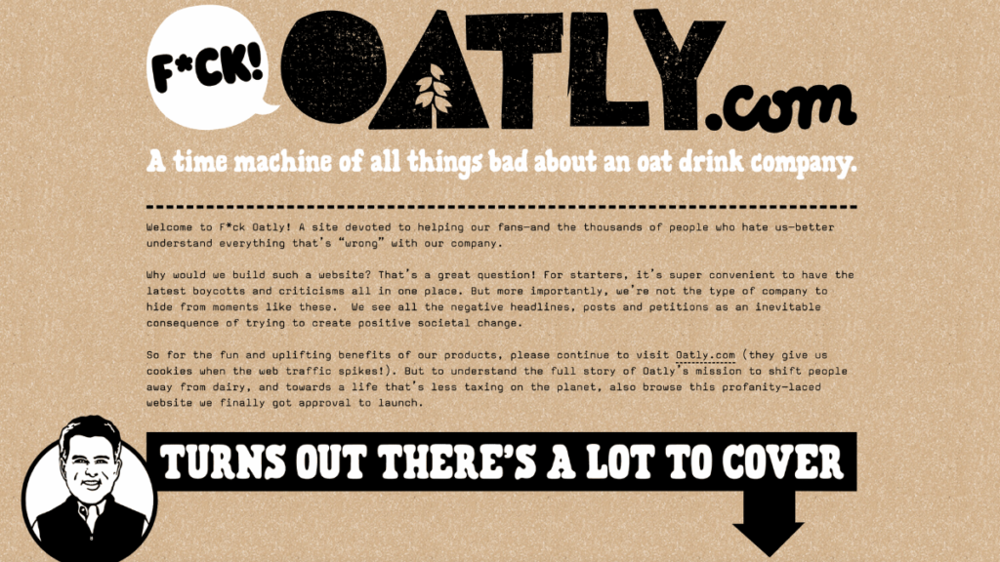 F*CK!
OATLY.com
A time machine of all things bad about an oat drink company.
Welcome to F*ck Oatly! A site devoted to helping our fans—and the thousands of people who hate us—better
understand everything that's “wrong” with our company.
Why would we build such a website? That's a great question! For starters, it's super convenient to have the
latest boycotts and criticisms all in one place. But more importantly, we're not the type of company to
hide from moments like these. We see all the negative headlines, posts and petitions as an inevitable
consequence of trying to create positive societal change.
So for the fun and uplifting benefits of our products, please continue to visit Oatly.com (they give us
cookies when the web traffic spikes!). But to understand the full story of Oatly's mission to shift people
away from dairy, and towards a life that's less taxing on the planet, also browse this profanity-laced
website we finally got approval to launch.
TURNS OUT THERE'S A LOT TO COVER